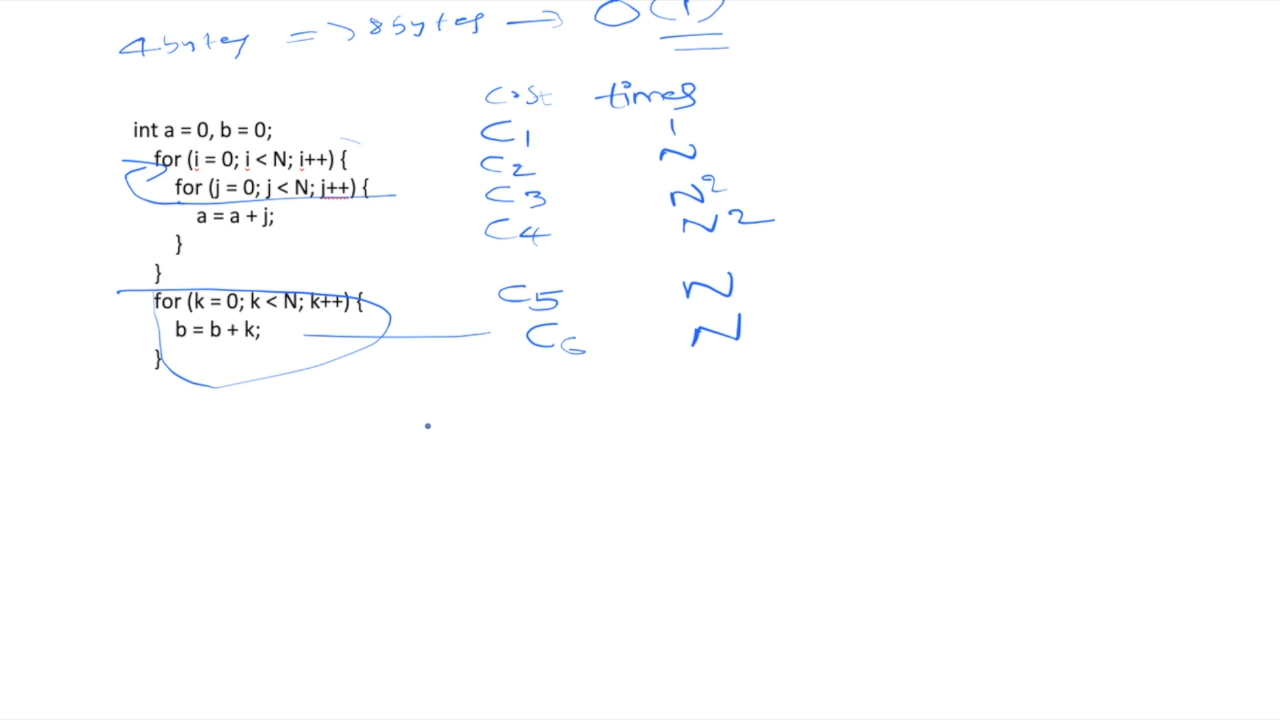 4 bytes => 8 bytes → O(1)
cost times
int a = 0, b = 0; C1 1
for (i = 0; i < N; i++) { C2 N
for (j = 0; j < N; j++) { C3 N²
a = a + j; C4 N²
}
}
for (k = 0; k < N; k++) { C5 N
b = b + k; C6 N
}